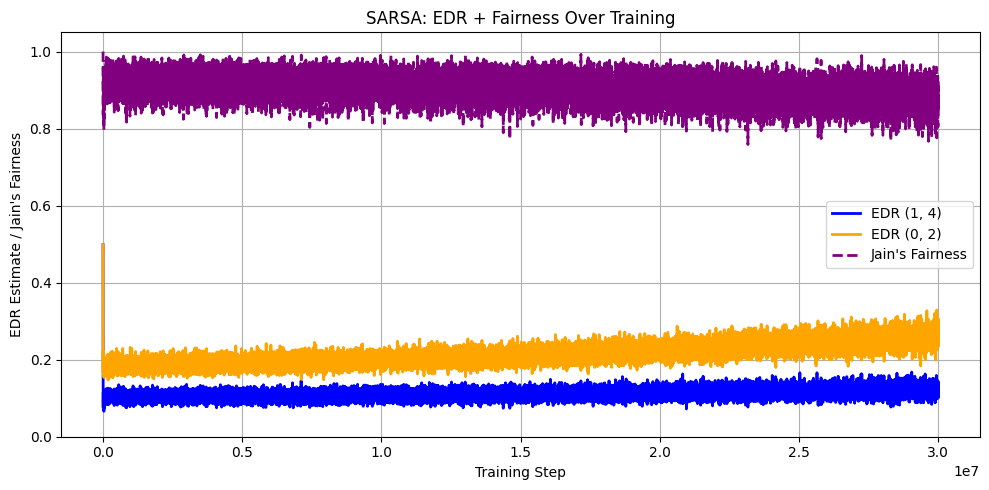 SARSA: EDR + Fairness Over Training
EDR Estimate / Jain's Fairness
1.0
0.8
0.6
0.4
0.2
0.0
EDR (1, 4)
EDR (0, 2)
Jain's Fairness
0.0 0.5 1.0 1.5 2.0 2.5 3.0
1e7
Training Step